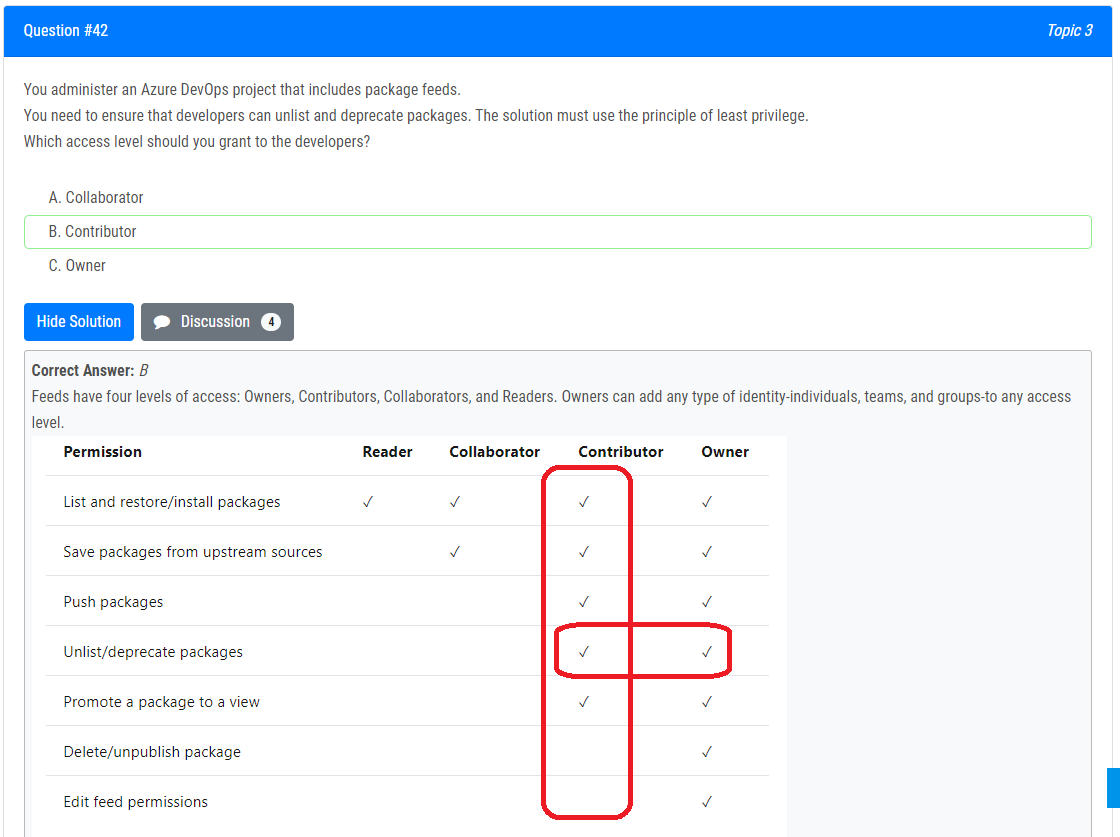 Question #42
Topic 3
You administer an Azure DevOps project that includes package feeds.
You need to ensure that developers can unlist and deprecate packages. The solution must use the principle of least privilege.
Which access level should you grant to the developers?
A. Collaborator
B. Contributor
C. Owner
Hide Solution
Discussion 4
Correct Answer: B
Feeds have four levels of access: Owners, Contributors, Collaborators, and Readers. Owners can add any type of identity-individuals, teams, and groups-to any access
level.
Permission Reader Collaborator Contributor Owner
List and restore/install packages ✓ ✓ ✓ ✓
Save packages from upstream sources ✓ ✓ ✓
Push packages ✓ ✓
Unlist/deprecate packages ✓ ✓
Promote a package to a view ✓ ✓
Delete/unpublish package ✓
Edit feed permissions ✓